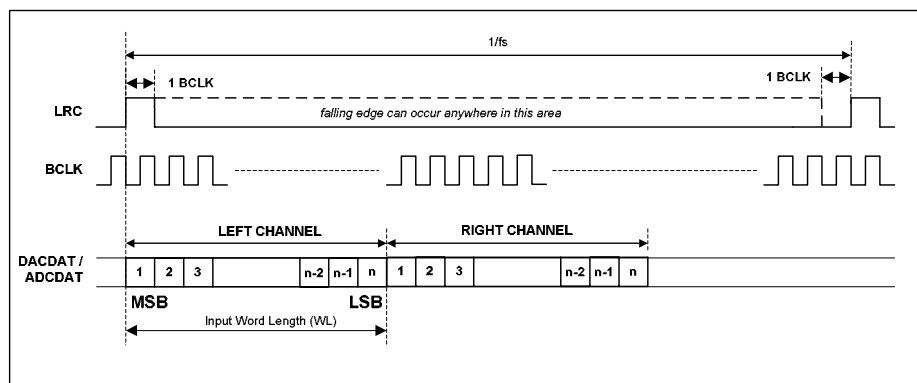 1/fs
1 BCLK
1 BCLK
LRC
falling edge can occur anywhere in this area
BCLK
LEFT CHANNEL
RIGHT CHANNEL
DACDAT /
ADCDAT
1 2 3 n-2 n-1 n 1 2 3 n-2 n-1 n
MSB LSB
Input Word Length (WL)